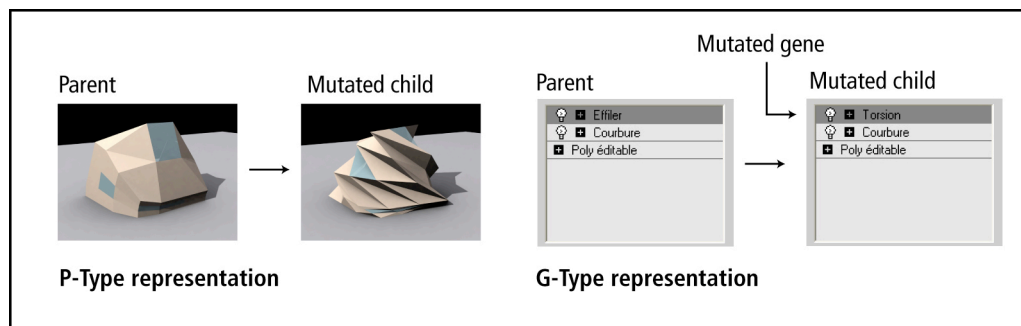 Mutated gene
Parent
Mutated child
Parent
Mutated child
Effiler
Courbure
Poly éditable
Torsion
Courbure
Poly éditable
P-Type representation
G-Type representation